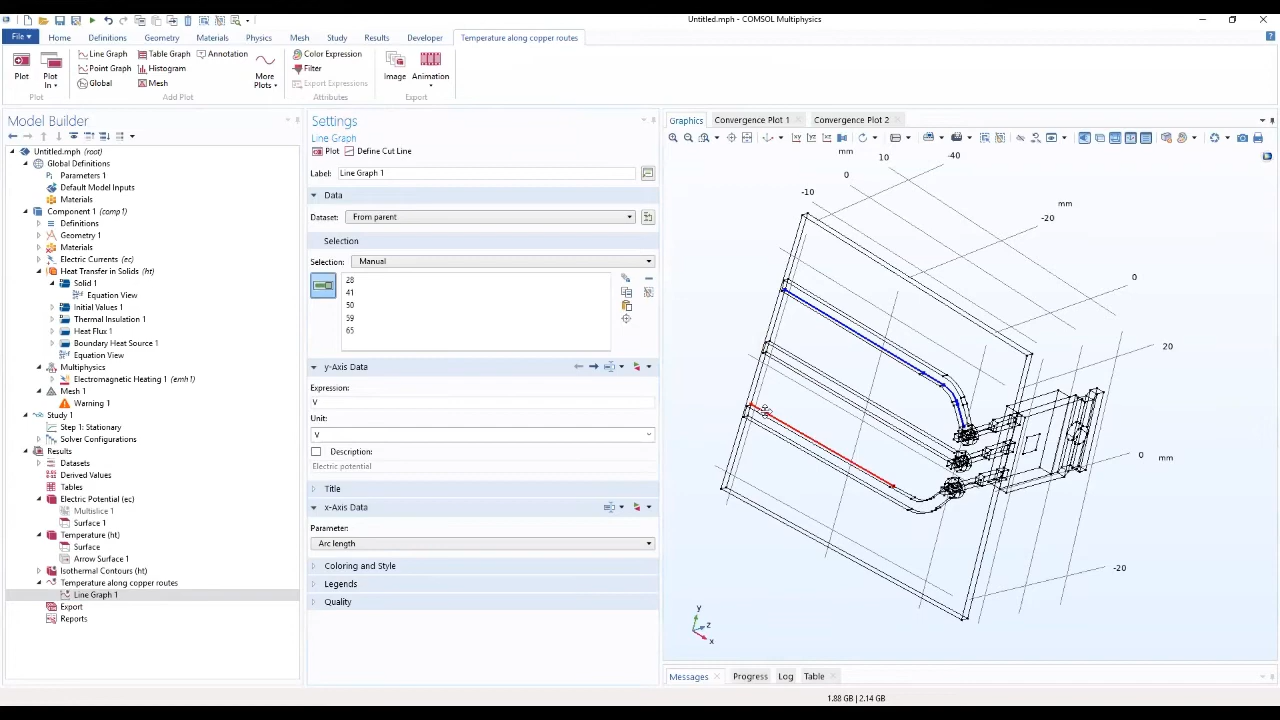 Untitled.mph - COMSOL Multiphysics
File Home Definitions Geometry Materials Physics Mesh Study Results Developer Temperature along copper routes
Plot
Plot In
Plot
Line Graph Table Graph Annotation
Point Graph Histogram
Global Mesh
More Plots
Add Plot
Color Expression
Filter
Export Expressions
Attributes
Image
Animation
Export
Model Builder
Untitled.mph (root)
Global Definitions
Pi Parameters 1
Default Model Inputs
Materials
Component 1 (comp1)
Definitions
Geometry 1
Materials
Electric Currents (ec)
Heat Transfer in Solids (ht)
Solid 1
Equation View
Initial Values 1
Thermal Insulation 1
Heat Flux 1
Boundary Heat Source 1
Equation View
Multiphysics
Electromagnetic Heating 1 (emh1)
Mesh 1
Warning 1
Study 1
Step 1: Stationary
Solver Configurations
Results
Datasets
Derived Values
Tables
Electric Potential (ec)
Multislice 1
Surface 1
Temperature (ht)
Surface
Arrow Surface 1
Isothermal Contours (ht)
Temperature along copper routes
Line Graph 1
Export
Reports
Settings
Line Graph
Plot Define Cut Line
Label: Line Graph 1
Data
Dataset: From parent
Selection
Selection: Manual
28
41
50
59
65
y-Axis Data
Expression:
V
Unit:
V
Description:
Electric potential
Title
x-Axis Data
Parameter:
Arc length
Coloring and Style
Legends
Quality
Graphics Convergence Plot 1 Convergence Plot 2
xy yz xz
mm 10 -40
0
-10
mm
-20
0
20
0 mm
-20
y
z
x
Messages Progress Log Table
1.88 GB | 2.14 GB